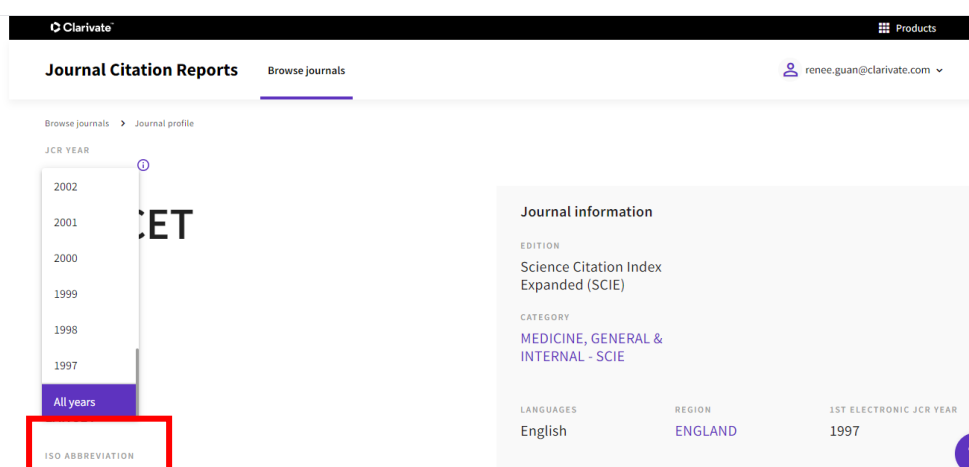 Clarivate™
Products
Journal Citation Reports
Browse journals
renee.guan@clarivate.com
Browse journals > Journal profile
JCR YEAR
2002
2001
2000
1999
1998
1997
All years
CET
ISO ABBREVIATION
Journal information
EDITION
Science Citation Index
Expanded (SCIE)
CATEGORY
MEDICINE, GENERAL &
INTERNAL - SCIE
LANGUAGES REGION 1ST ELECTRONIC JCR YEAR
English ENGLAND 1997